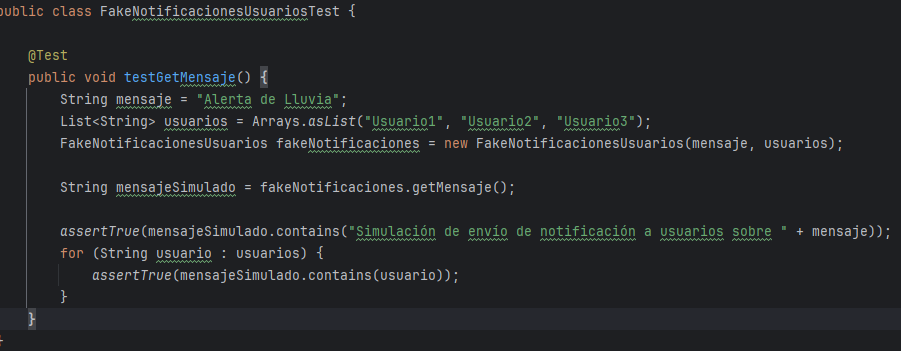 public class FakeNotificacionesUsuariosTest {
@Test
public void testGetMensaje() {
String mensaje = "Alerta de Lluvia";
List<String> usuarios = Arrays.asList("Usuario1", "Usuario2", "Usuario3");
FakeNotificacionesUsuarios fakeNotificaciones = new FakeNotificacionesUsuarios(mensaje, usuarios);
String mensajeSimulado = fakeNotificaciones.getMensaje();
assertTrue(mensajeSimulado.contains("Simulación de envío de notificación a usuarios sobre " + mensaje));
for (String usuario : usuarios) {
assertTrue(mensajeSimulado.contains(usuario));
}
}
}